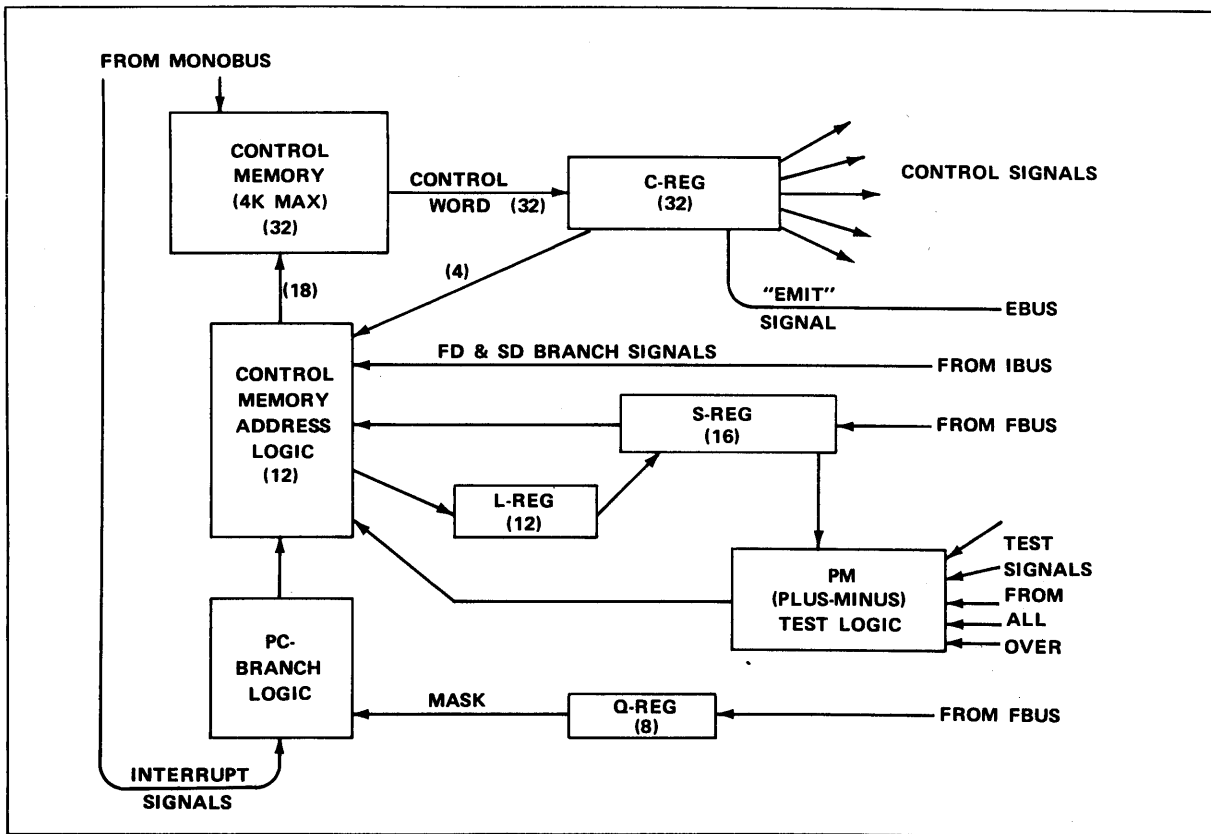 FROM MONOBUS
CONTROL
MEMORY
(4K MAX)
(32)
CONTROL
WORD (32)
C-REG
(32)
CONTROL SIGNALS
(18)
(4)
"EMIT"
SIGNAL
EBUS
CONTROL
MEMORY
ADDRESS
LOGIC
(12)
FD & SD BRANCH SIGNALS
FROM IBUS
S-REG
(16)
FROM FBUS
L-REG
(12)
PM
(PLUS-MINUS)
TEST LOGIC
TEST
SIGNALS
FROM
ALL
OVER
PC-
BRANCH
LOGIC
MASK
Q-REG
(8)
FROM FBUS
INTERRUPT
SIGNALS